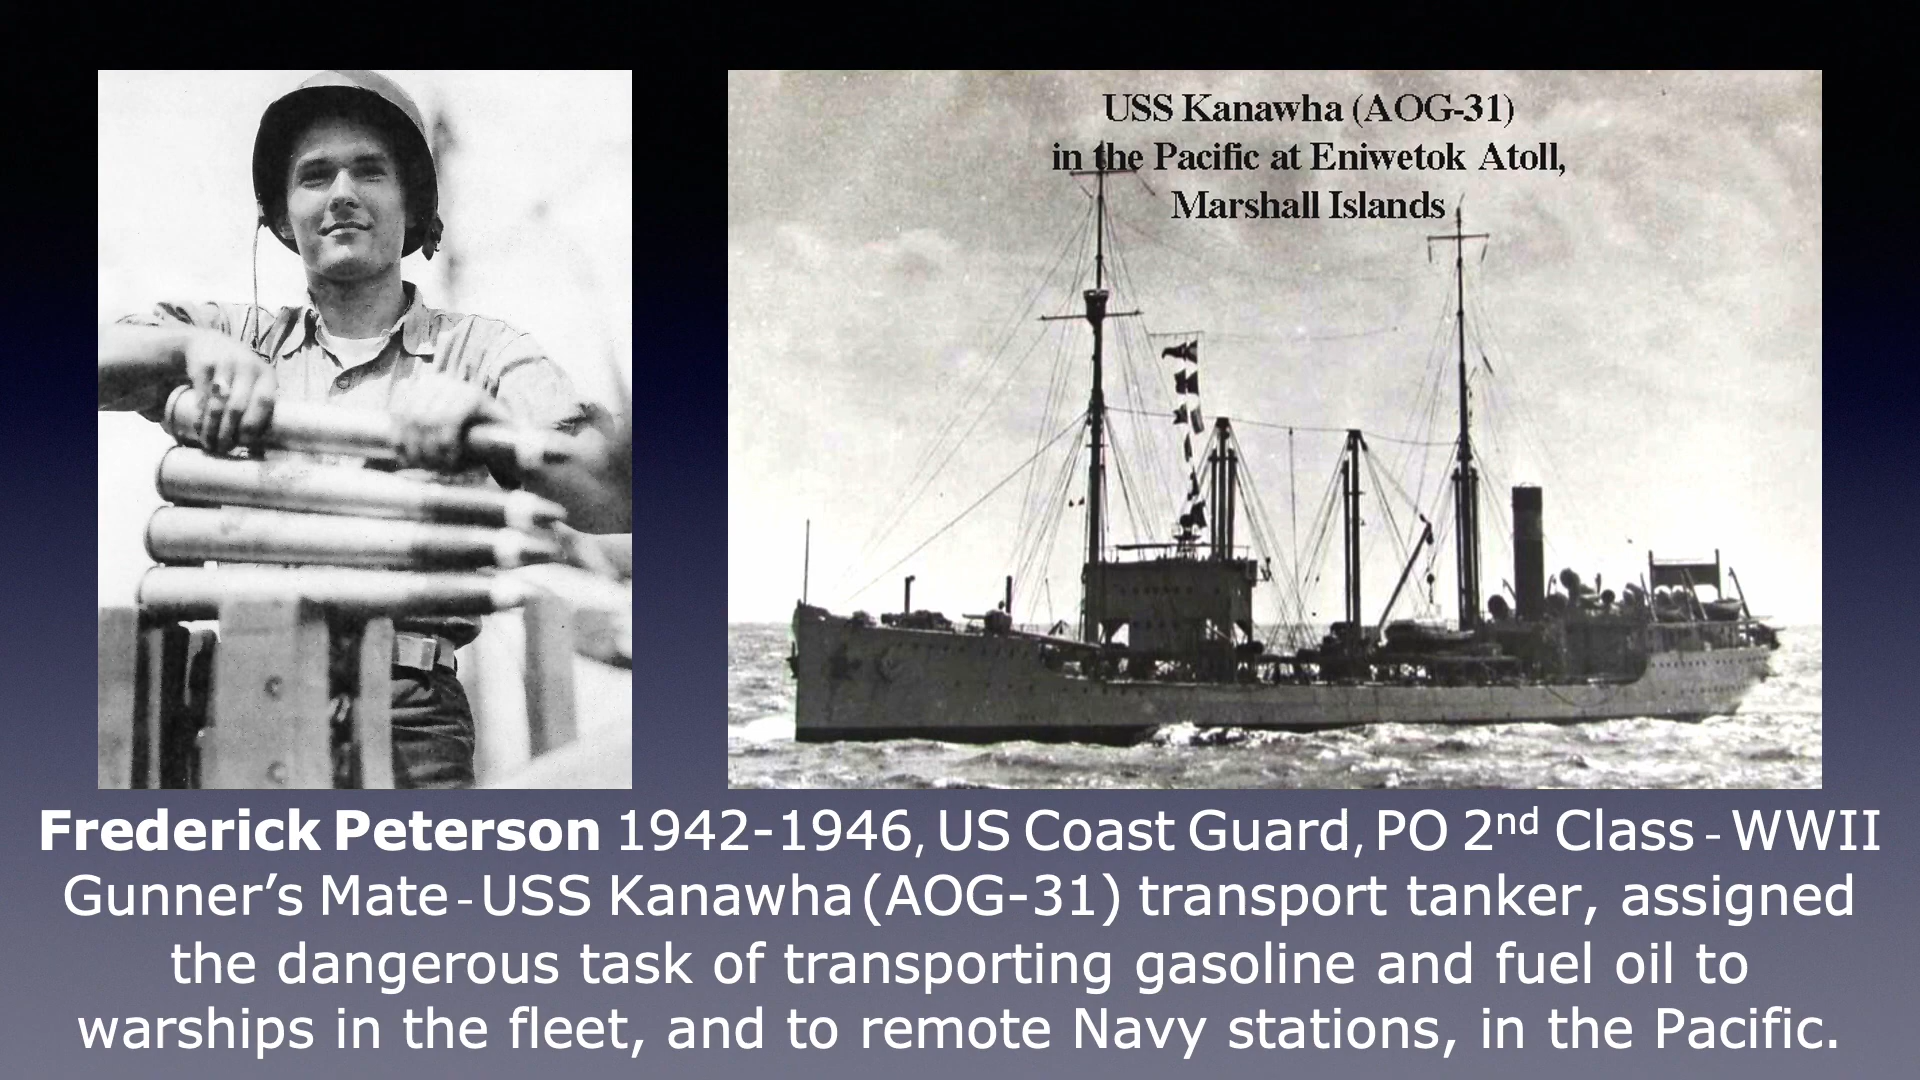 USS Kanawha (AOG-31)
in the Pacific at Eniwetok Atoll,
Marshall Islands
Frederick Peterson 1942-1946, US Coast Guard, PO 2nd Class - WWII
Gunner’s Mate - USS Kanawha (AOG-31) transport tanker, assigned
the dangerous task of transporting gasoline and fuel oil to
warships in the fleet, and to remote Navy stations, in the Pacific.